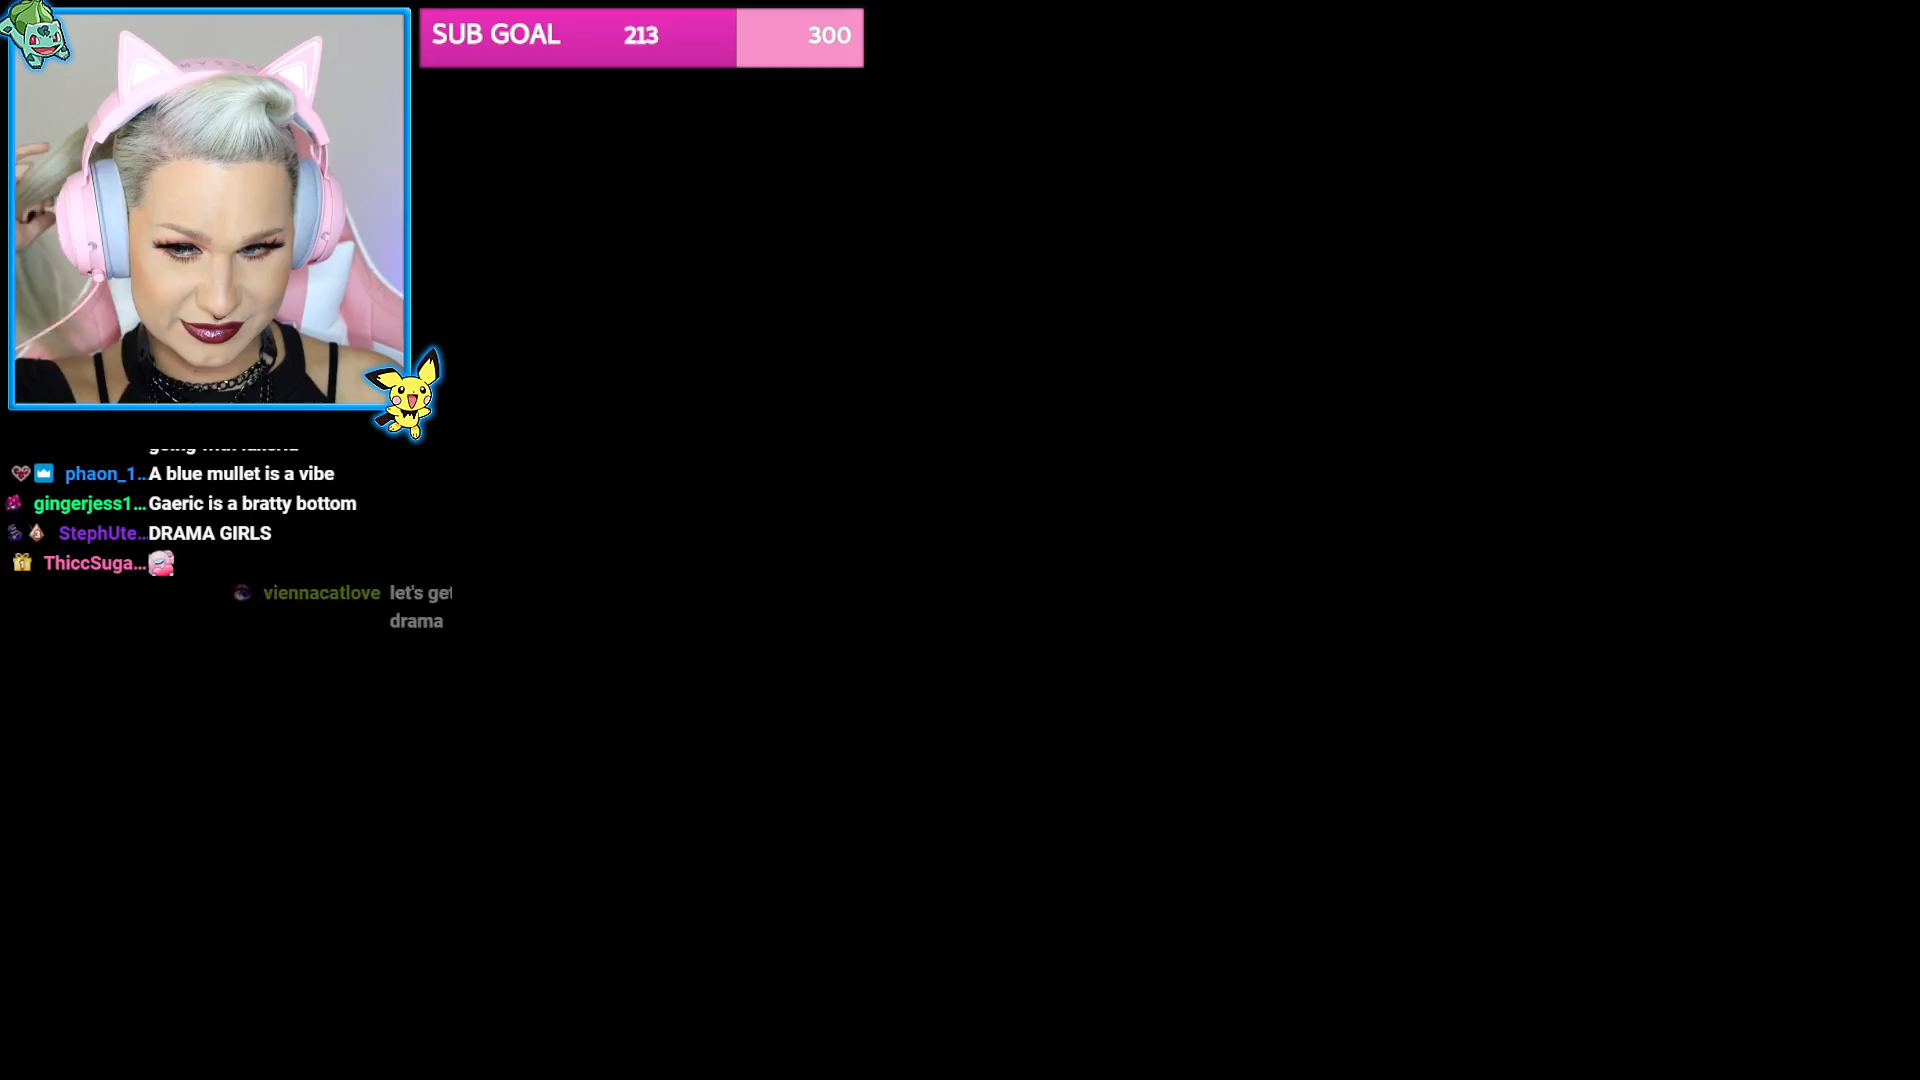 SUB GOAL 213 300
phaon_1... A blue mullet is a vibe
gingerjess1... Gaeric is a bratty bottom
StephUte... DRAMA GIRLS
ThiccSuga...
viennacatlove let's get
drama